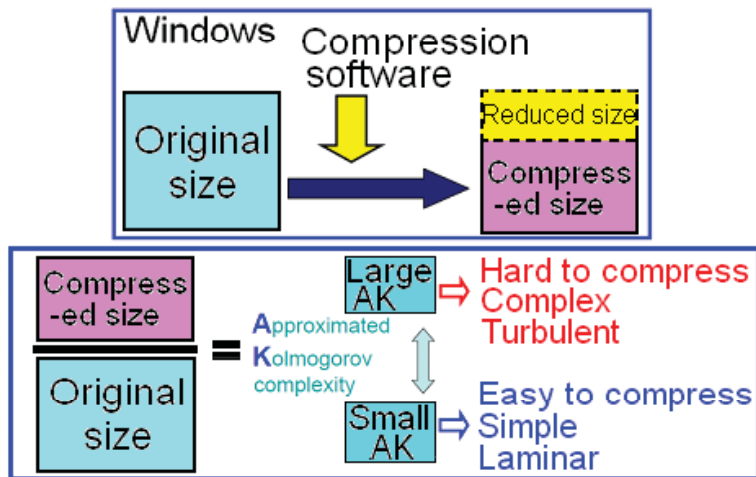 Windows
Compression
software
Original
size
Reduced size
Compress
-ed size
Compress
-ed size
Original
size
=
Approximated
Kolmogorov
complexity
Large
AK
Hard to compress
Complex
Turbulent
Small
AK
Easy to compress
Simple
Laminar